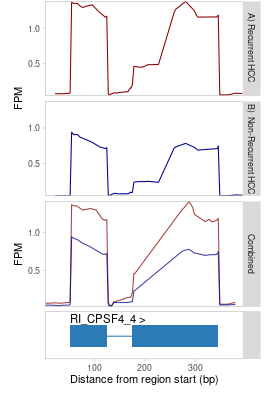 FPM
1.0
0.5
A) Recurrent HCC
1.0
0.5
B) Non-Recurrent HCC
FPM
1.0
0.5
Combined
RI_CPSF4_4 >
100 200 300
Distance from region start (bp)